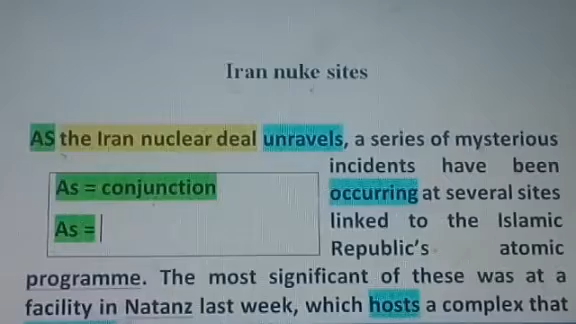 Iran nuke sites
AS the Iran nuclear deal unravels, a series of mysterious
incidents have been
As = conjunction
occurring at several sites
As =
linked to the Islamic
Republic's atomic
programme. The most significant of these was at a
facility in Natanz last week, which hosts a complex that